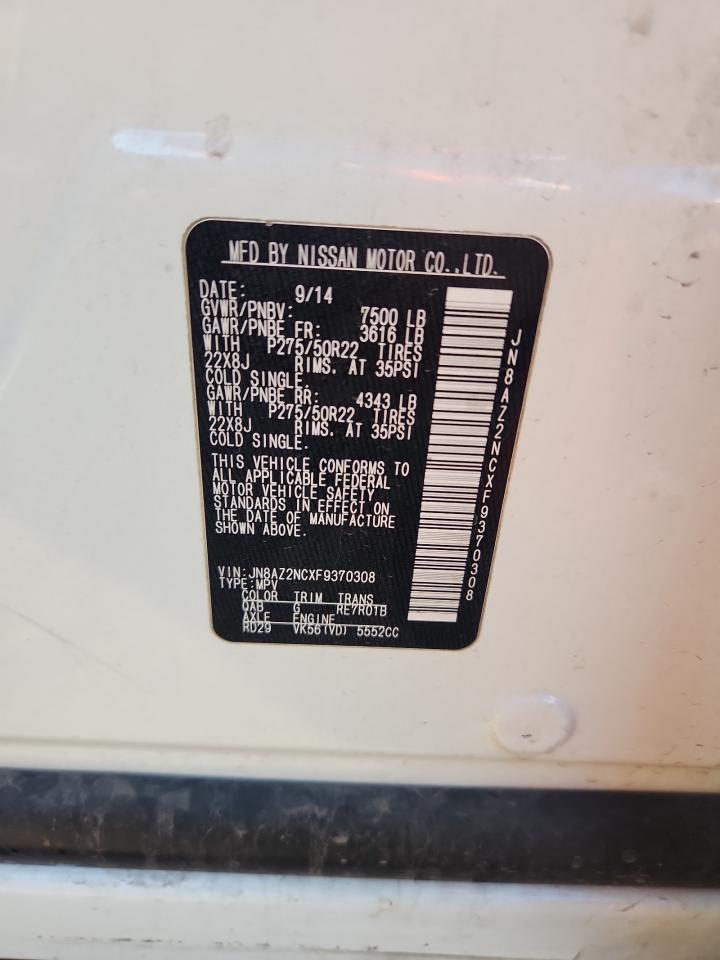 MFD BY NISSAN MOTOR CO.,LTD.
DATE: 9/14
GVWR/PNBV: 7500 LB
GAWR/PNBE FR: 3616 LB
WITH P275/50R22 TIRES
22X8J RIMS. AT 35PSI
COLD SINGLE.
GAWR/PNBE RR: 4343 LB
WITH P275/50R22 TIRES
22X8J RIMS. AT 35PSI
COLD SINGLE.
THIS VEHICLE CONFORMS TO
ALL APPLICABLE FEDERAL
MOTOR VEHICLE SAFETY
STANDARDS IN EFFECT ON
THE DATE OF MANUFACTURE
SHOWN ABOVE.
VIN: JN8AZ2NCXF9370308
TYPE: MPV
COLOR TRIM TRANS
QAB G RE7R01B
AXLE ENGINE
RD29 VK56(VD) 5552CC
JN8AZ2NCXF9370308